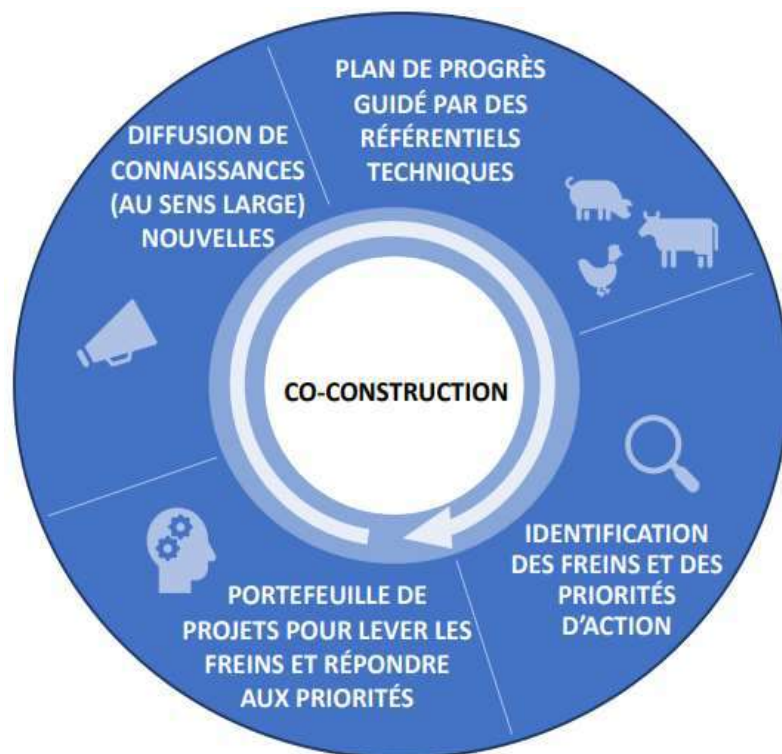 PLAN DE PROGRÈS
GUIDÉ PAR DES
RÉFÉRENTIELS
TECHNIQUES
IDENTIFICATION
DES FREINS ET DES
PRIORITÉS
D'ACTION
PORTEFEUILLE DE
PROJETS POUR LEVER LES
FREINS ET RÉPONDRE
AUX PRIORITÉS
DIFFUSION DE
CONNAISSANCES
(AU SENS LARGE)
NOUVELLES
CO-CONSTRUCTION